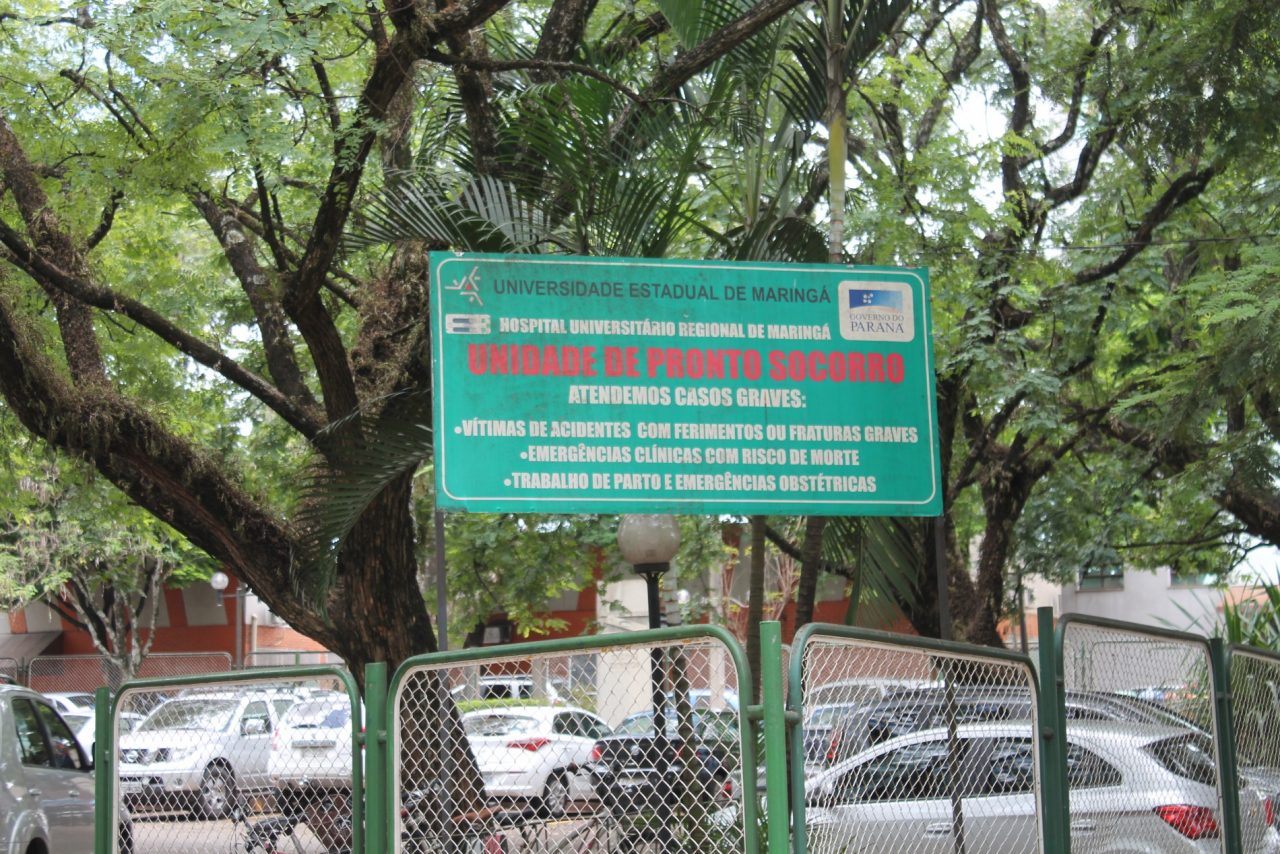 UNIVERSIDADE ESTADUAL DE MARINGÁ
GOVERNO DO
PARANÁ
HOSPITAL UNIVERSITÁRIO REGIONAL DE MARINGÁ
UNIDADE DE PRONTO SOCORRO
ATENDEMOS CASOS GRAVES:
•VÍTIMAS DE ACIDENTES COM FERIMENTOS OU FRATURAS GRAVES
•EMERGÊNCIAS CLÍNICAS COM RISCO DE MORTE
•TRABALHO DE PARTO E EMERGÊNCIAS OBSTÉTRICAS